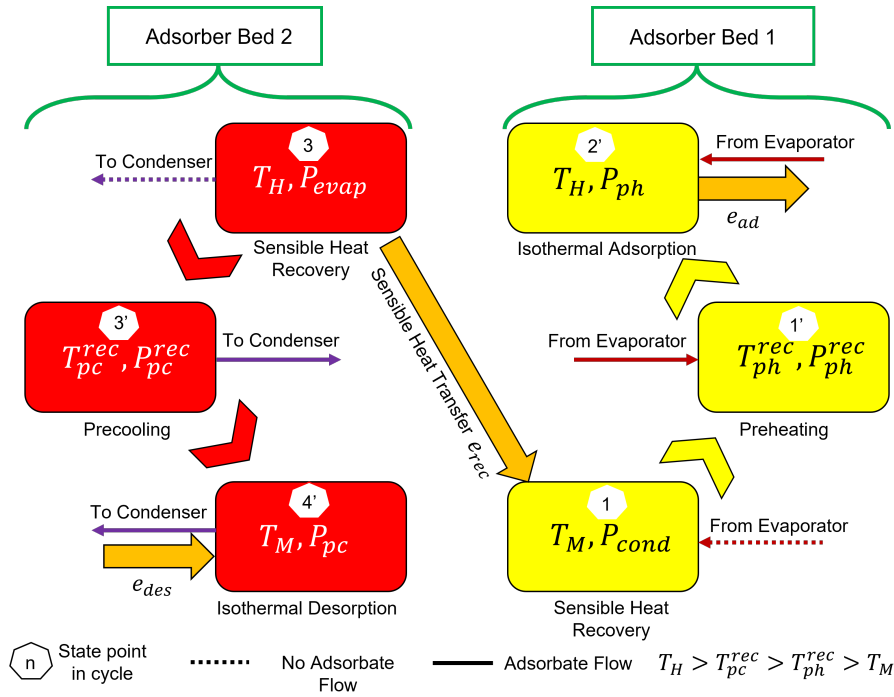 Adsorber Bed 2
Adsorber Bed 1
To Condenser
3
T_H, P_evap
Sensible Heat
Recovery
2'
T_H, P_ph
From Evaporator
e_ad
Isothermal Adsorption
Sensible Heat Transfer e_rec
3'
T_pc^rec, P_pc^rec
To Condenser
Precooling
From Evaporator
1'
T_ph^rec, P_ph^rec
Preheating
To Condenser
4'
T_M, P_pc
e_des
Isothermal Desorption
1
T_M, P_cond
From Evaporator
Sensible Heat
Recovery
n
State point
in cycle
No Adsorbate
Flow
Adsorbate Flow
T_H > T_pc^rec > T_ph^rec > T_M